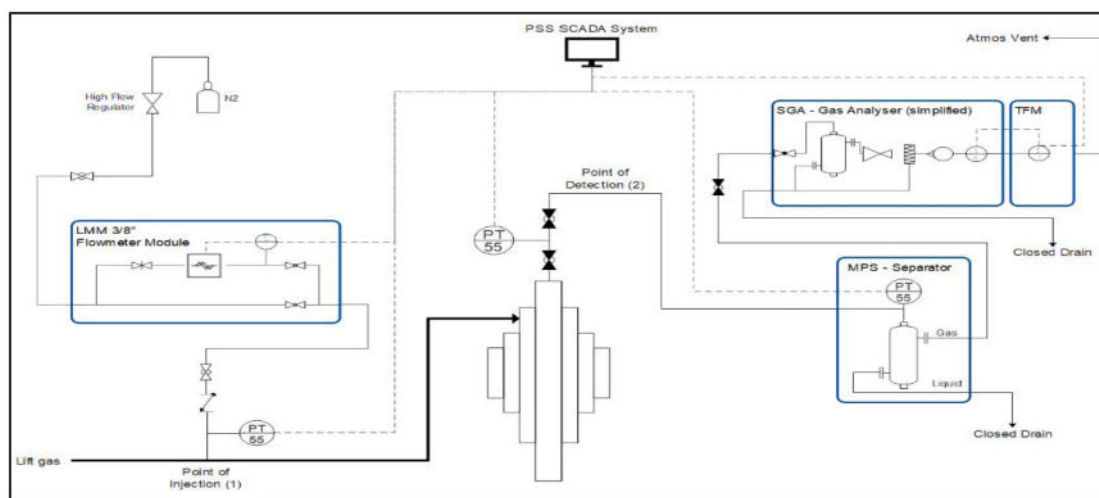 PSS SCADA System
Atmos Vent
High Flow
Regulator
N2
SGA - Gas Analyser (simplified)
TFM
Point of
Detection (2)
LMM 3/8"
Flowmeter Module
PT
55
Closed Drain
MPS - Separator
PT
55
Gas
Liquid
PT
55
Closed Drain
Lift gas
Point of
Injection (1)